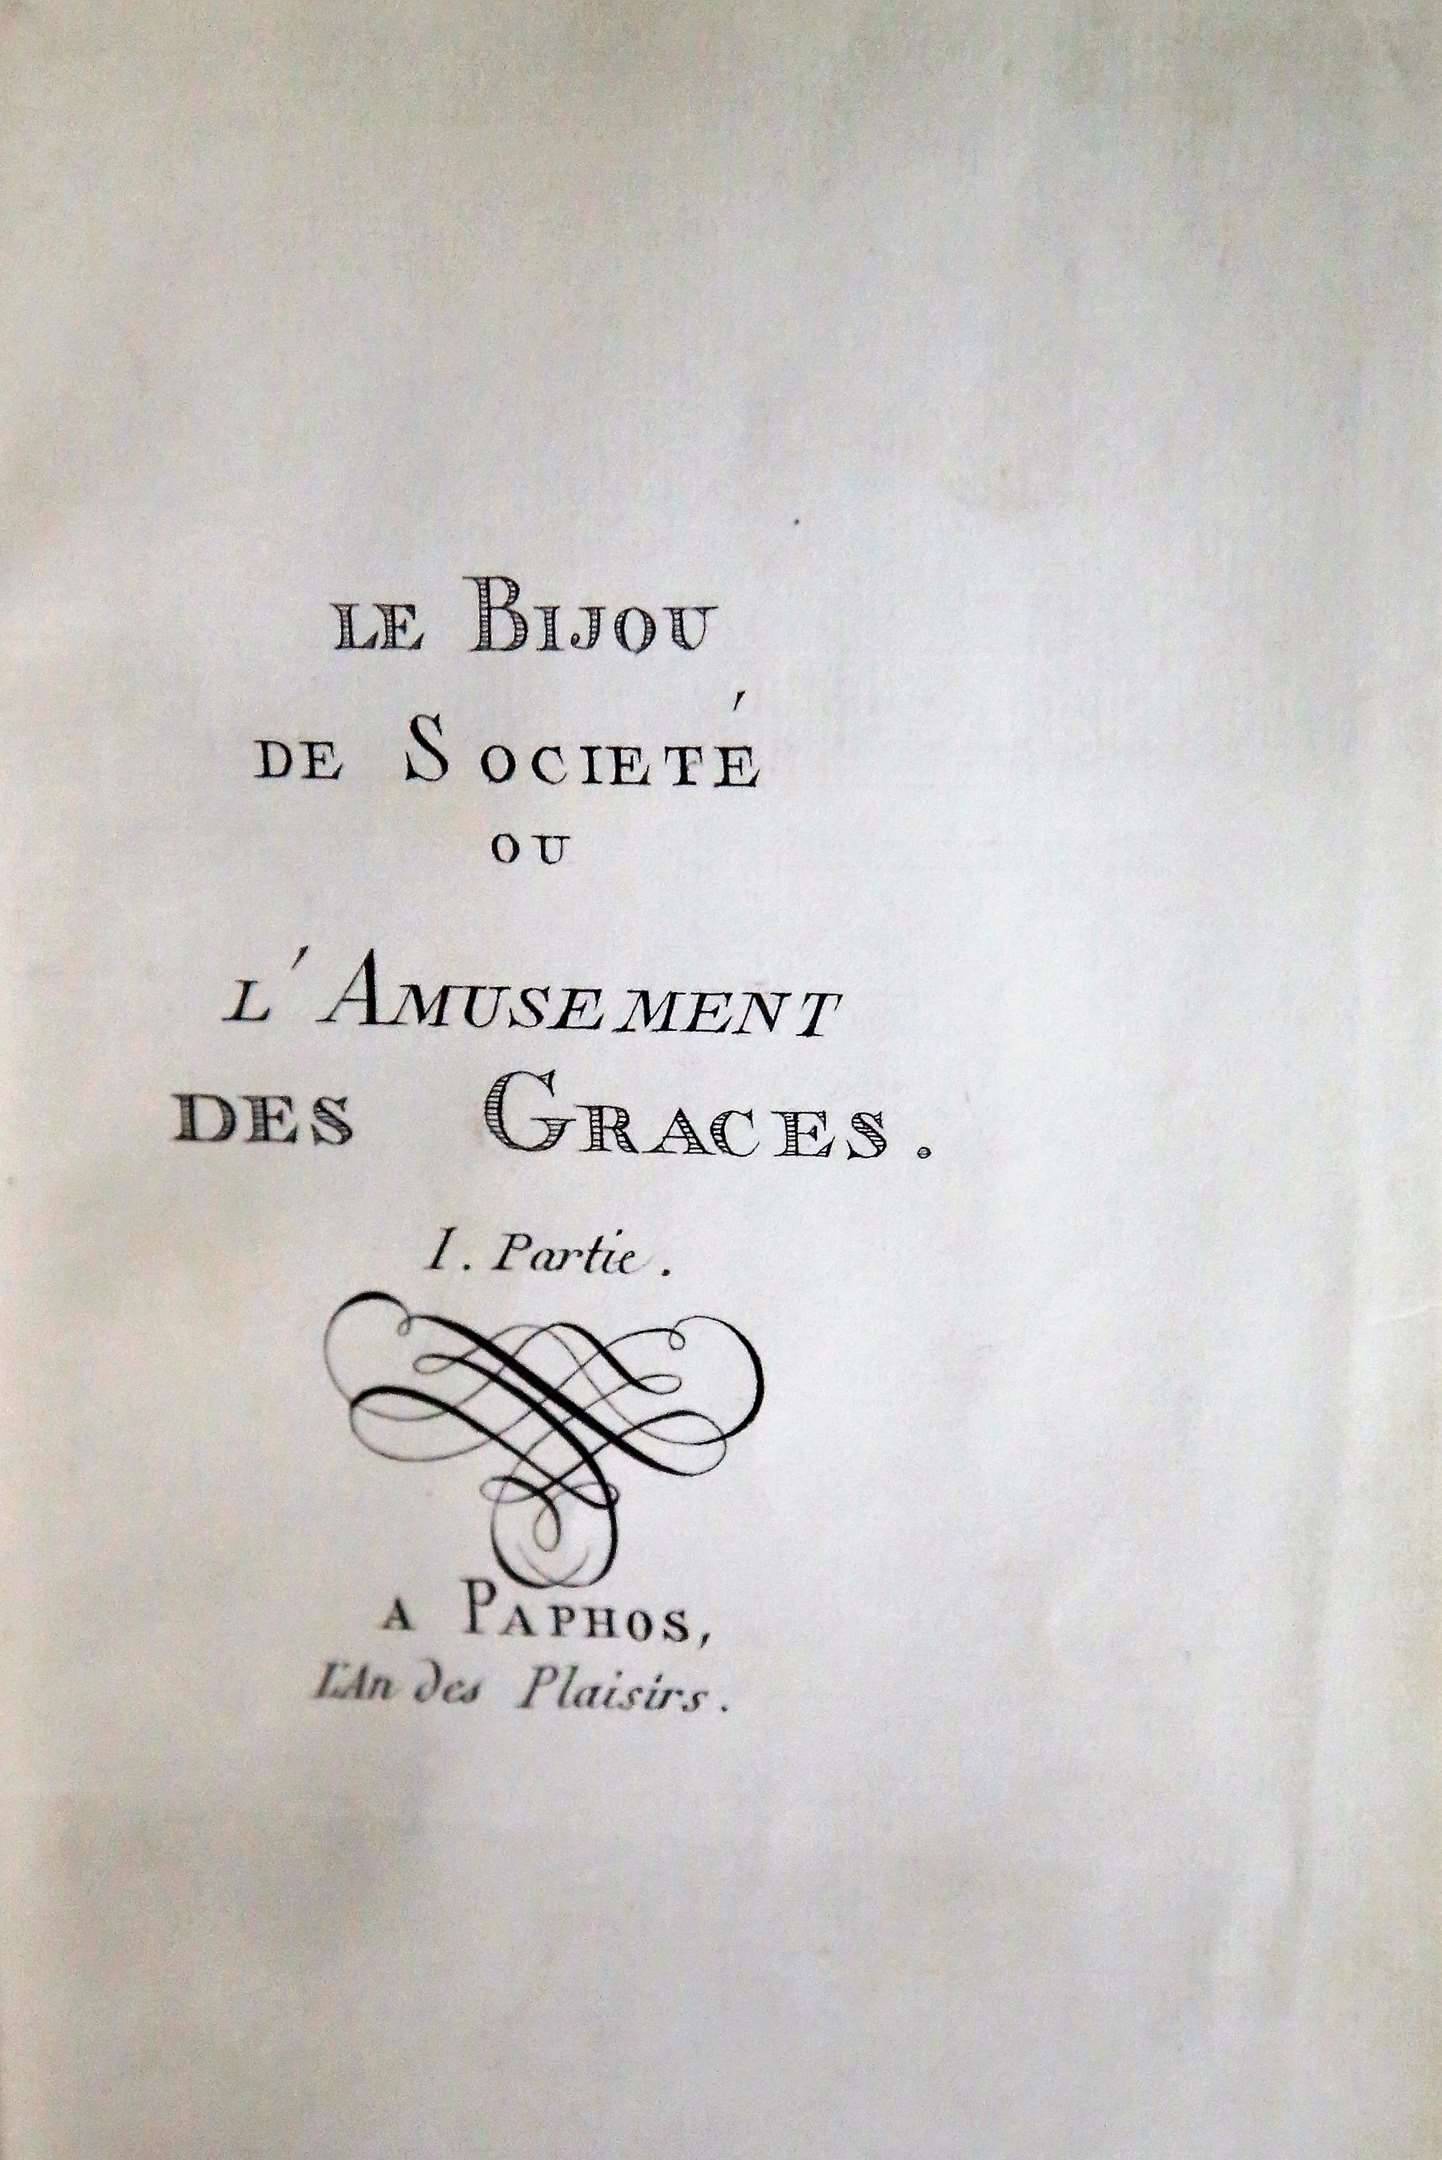 LE BIJOU
DE SOCIETÉ
OU
L'AMUSEMENT
DES GRACES.
I. Partie.
A PAPHOS,
L'An des Plaisirs.